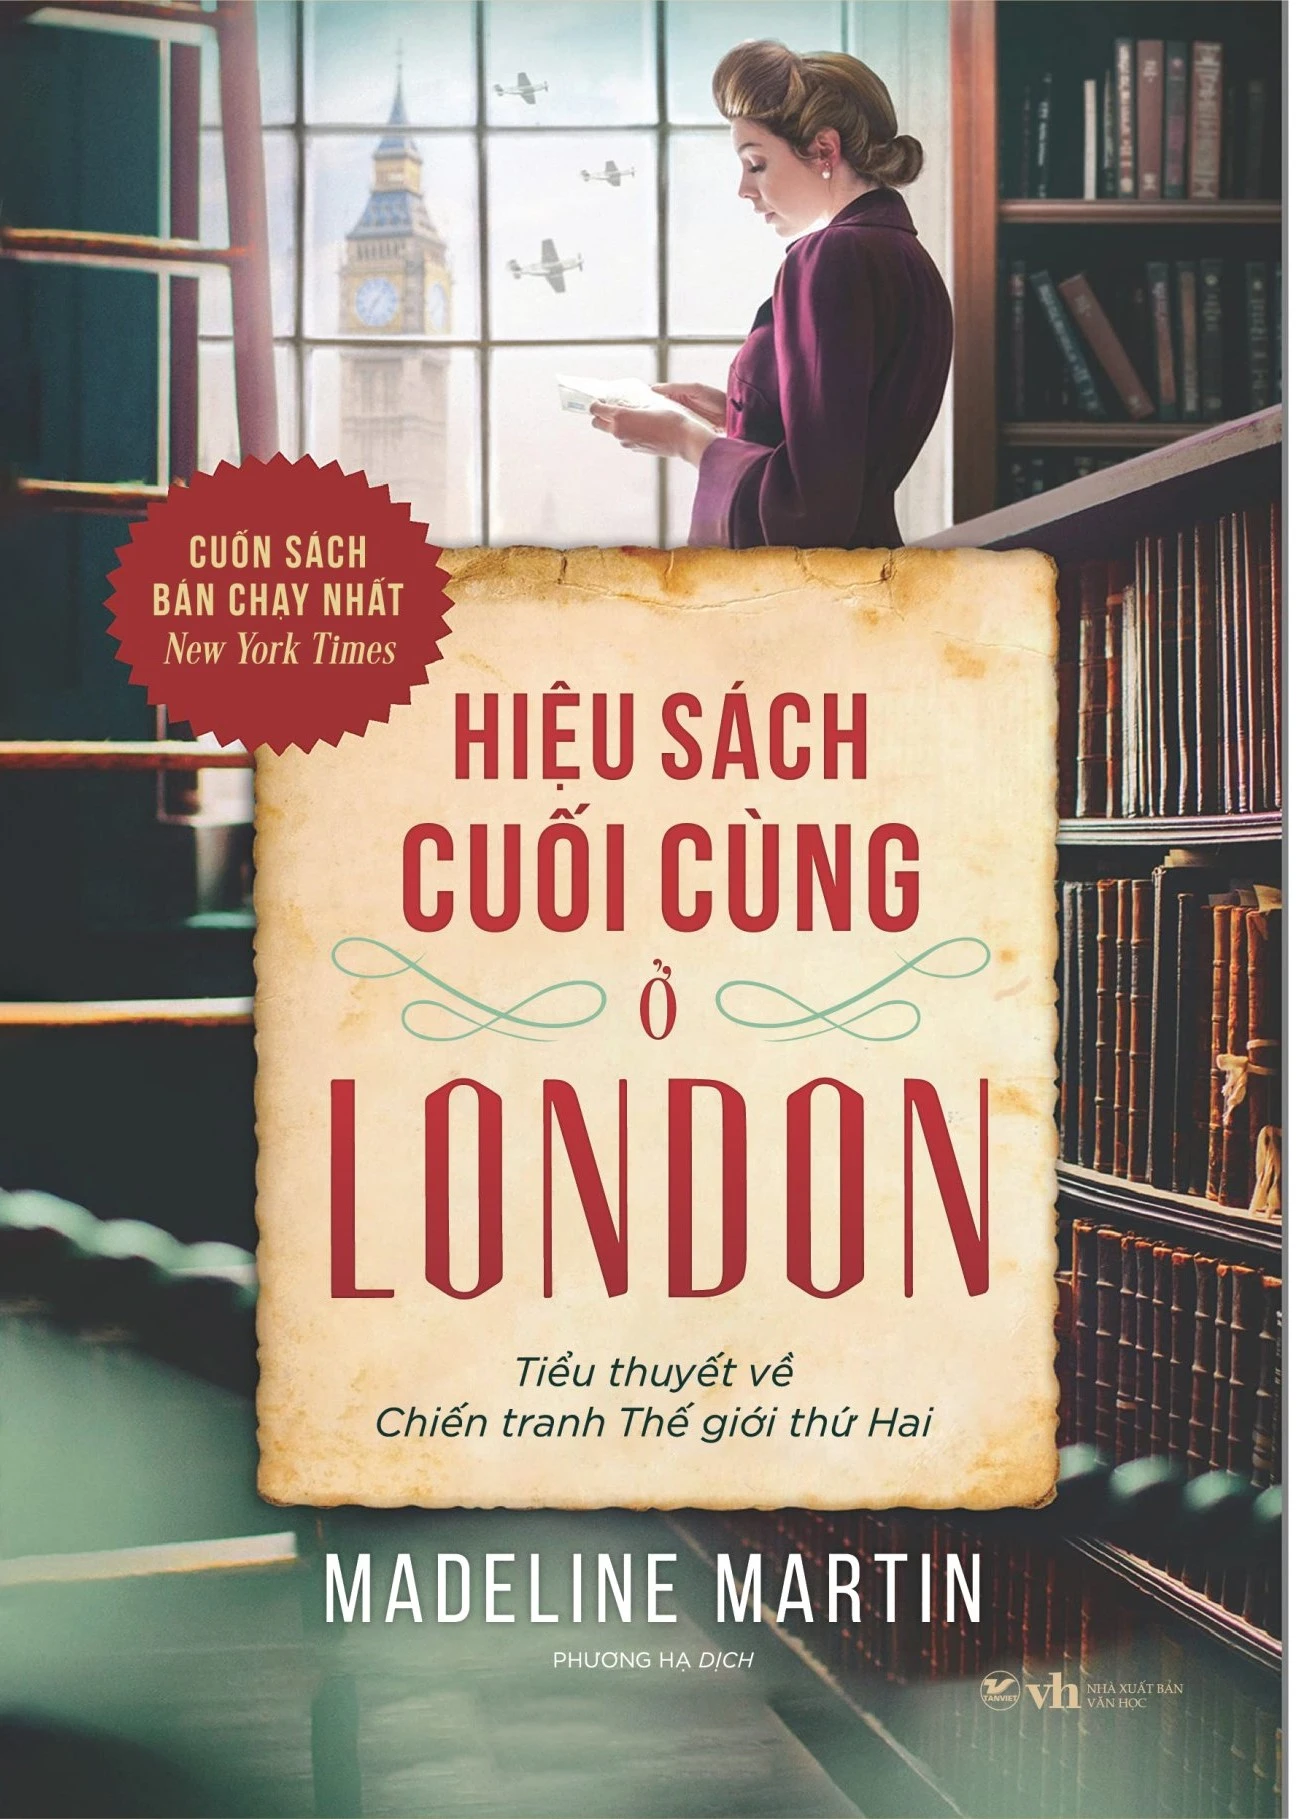 CUỐN SÁCH
BÁN CHẠY NHẤT
New York Times
HIỆU SÁCH
CUỐI CÙNG
Ở
LONDON
Tiểu thuyết về
Chiến tranh Thế giới thứ Hai
MADELINE MARTIN
PHƯƠNG HẠ DỊCH
TANVIET
vh
NHÀ XUẤT BẢN
VĂN HỌC